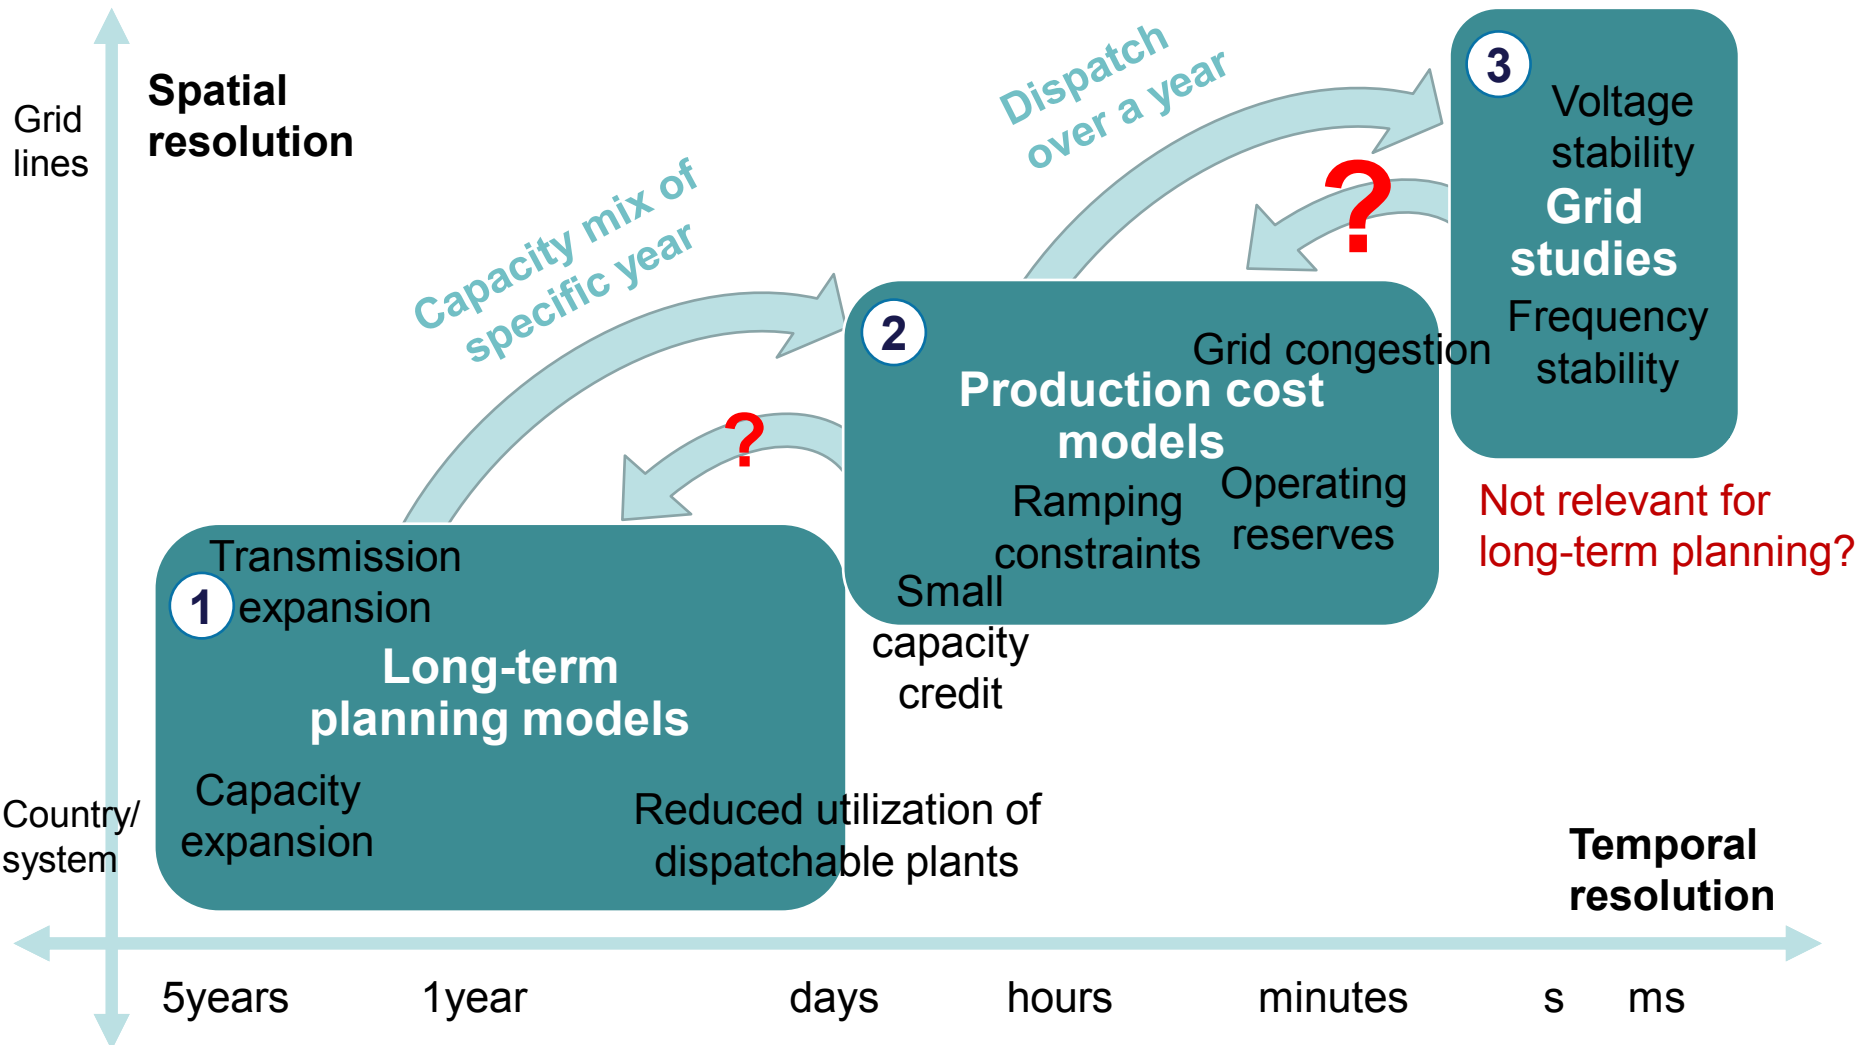 Spatial
resolution
Grid
lines
Capacity mix of
specific year
Dispatch
over a year
?
?
3
Voltage
stability
Grid
studies
Frequency
stability
2
Grid congestion
Production cost
models
Ramping
constraints
Operating
reserves
Small
capacity
credit
Not relevant for
long-term planning?
1
Transmission
expansion
Long-term
planning models
Capacity
expansion
Reduced utilization of
dispatchable plants
Country/
system
Temporal
resolution
5years 1year days hours minutes s ms